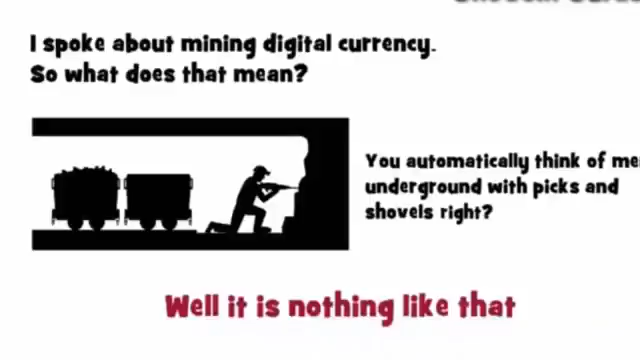 I spoke about mining digital currency.
So what does that mean?
You automatically think of me
underground with picks and
shovels right?
Well it is nothing like that